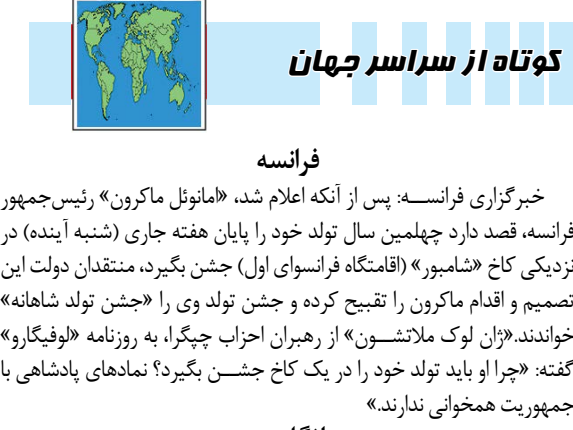 کوتاه از سراسر جهان
فرانسه
خبرگزاری فرانسـه: پس از آنکه اعلام شد، «امانوئل ماکرون» رئیس‌جمهور
فرانسه، قصد دارد چهلمین سال تولد خود را پایان هفته جاری (شنبه آینده) در
نزدیکی کاخ «شامبور» (اقامتگاه فرانسوای اول) جشن بگیرد، منتقدان دولت این
تصمیم و اقدام ماکرون را تقبیح کرده و جشن تولد وی را «جشن تولد شاهانه»
خواندند.«ژان لوک ملاتشـون» از رهبران احزاب چپگرا، به روزنامه «لوفیگارو»
گفته: «چرا او باید تولد خود را در یک کاخ جشـن بگیرد؟ نمادهای پادشاهی با
جمهوریت همخوانی ندارند.»